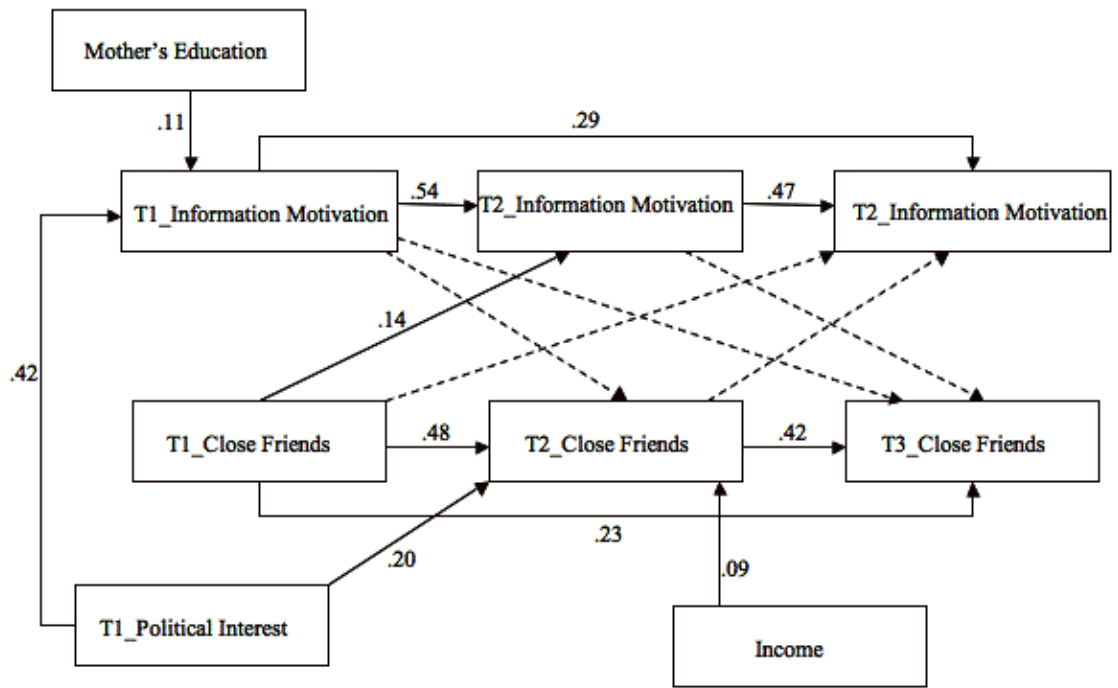 Mother's Education
.11
.29
T1_Information Motivation
.54
T2_Information Motivation
.47
T2_Information Motivation
.14
.42
T1_Close Friends
.48
T2_Close Friends
.42
T3_Close Friends
.23
.20
.09
T1_Political Interest
Income